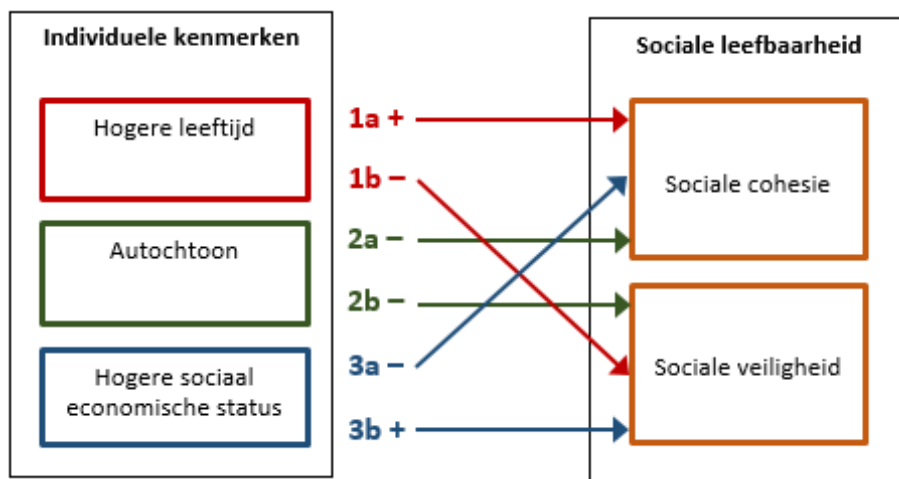 Individuele kenmerken
Hogere leeftijd
Autochtoon
Hogere sociaal
economische status
1a +
1b –
2a –
2b –
3a –
3b +
Sociale leefbaarheid
Sociale cohesie
Sociale veiligheid